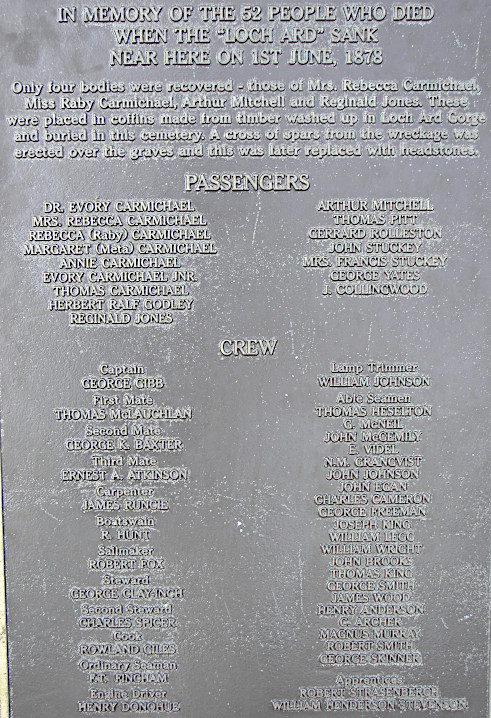 IN MEMORY OF THE 52 PEOPLE WHO DIED
WHEN THE "LOCH ARD" SANK
NEAR HERE ON 1ST JUNE, 1878
Only four bodies were recovered - those of Mrs. Rebecca Carmichael,
Miss Raby Carmichael, Arthur Mitchell and Reginald Jones. These
were placed in coffins made from timber washed up in Loch Ard Gorge
and buried in this cemetery. A cross of spars from the wreckage was
erected over the graves and this was later replaced with headstones.
PASSENGERS
DR. EVORY CARMICHAEL
MRS. REBECCA CARMICHAEL
REBECCA (Raby) CARMICHAEL
MARGARET (Meta) CARMICHAEL
ANNIE CARMICHAEL
EVORY CARMICHAEL JNR.
THOMAS CARMICHAEL
HERBERT RALF GODLEY
REGINALD JONES
ARTHUR MITCHELL
THOMAS PITT
GERRARD ROLLESTON
JOHN STUCKEY
MRS. FRANCIS STUCKEY
GEORGE YATES
J. COLLINGWOOD
CREW
Captain
GEORGE GIBB
First Mate
THOMAS McLAUCHLAN
Second Mate
GEORGE K. BAXTER
Third Mate
ERNEST A. ATKINSON
Carpenter
JAMES RUNCIE
Boatswain
R. HUNT
Sailmaker
ROBERT FOX
Steward
GEORGE CLAY-INCH
Second Steward
CHARLES SPICER
Cook
ROWLAND GILES
Ordinary Seaman
F.T. FINGHAM
Engine Driver
HENRY DONOHUE
Lamp Trimmer
WILLIAM JOHNSON
Able Seamen
THOMAS HESELTON
G. McNEIL
JOHN McGEMILY
E. VIDEL
N.M. GRANQVIST
JOHN JOHNSON
JOHN EGAN
CHARLES CAMERON
GEORGE FREEMAN
JOSEPH KING
WILLIAM LEGG
WILLIAM WRIGHT
JOHN BROOKS
THOMAS KING
GEORGE SMITH
JAMES WOOD
HENRY ANDERSON
C. ARCHER
MAGNUS MURRAY
ROBERT SMITH
GEORGE SKINNER
Apprentices
ROBERT STRASENBERGH
WILLIAM HENDERSON STEVENSON